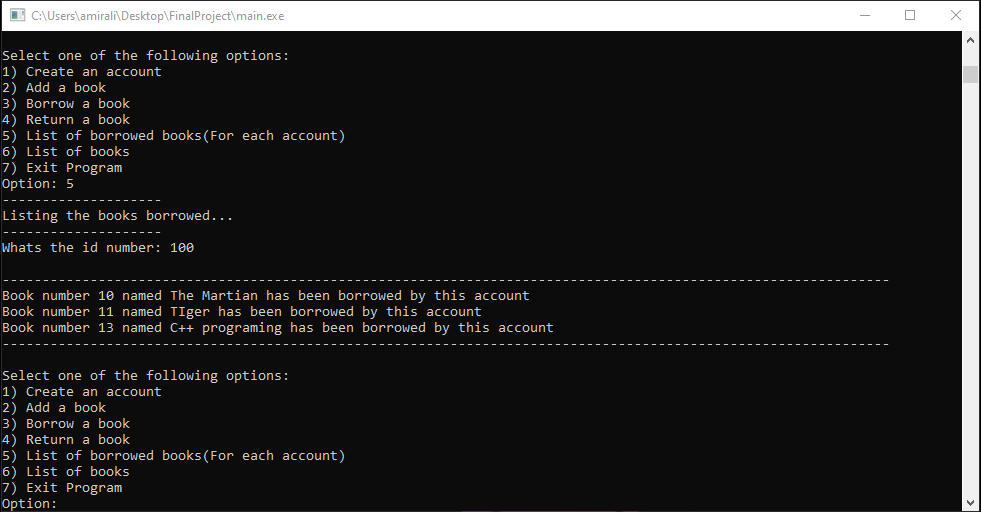 C:\Users\amirali\Desktop\FinalProject\main.exe
Select one of the following options:
1) Create an account
2) Add a book
3) Borrow a book
4) Return a book
5) List of borrowed books(For each account)
6) List of books
7) Exit Program
Option: 5
--------------------
Listing the books borrowed...
--------------------
Whats the id number: 100
---------------------------------------------------------------------------------------------------------------
Book number 10 named The Martian has been borrowed by this account
Book number 11 named TIger has been borrowed by this account
Book number 13 named C++ programing has been borrowed by this account
---------------------------------------------------------------------------------------------------------------
Select one of the following options:
1) Create an account
2) Add a book
3) Borrow a book
4) Return a book
5) List of borrowed books(For each account)
6) List of books
7) Exit Program
Option: